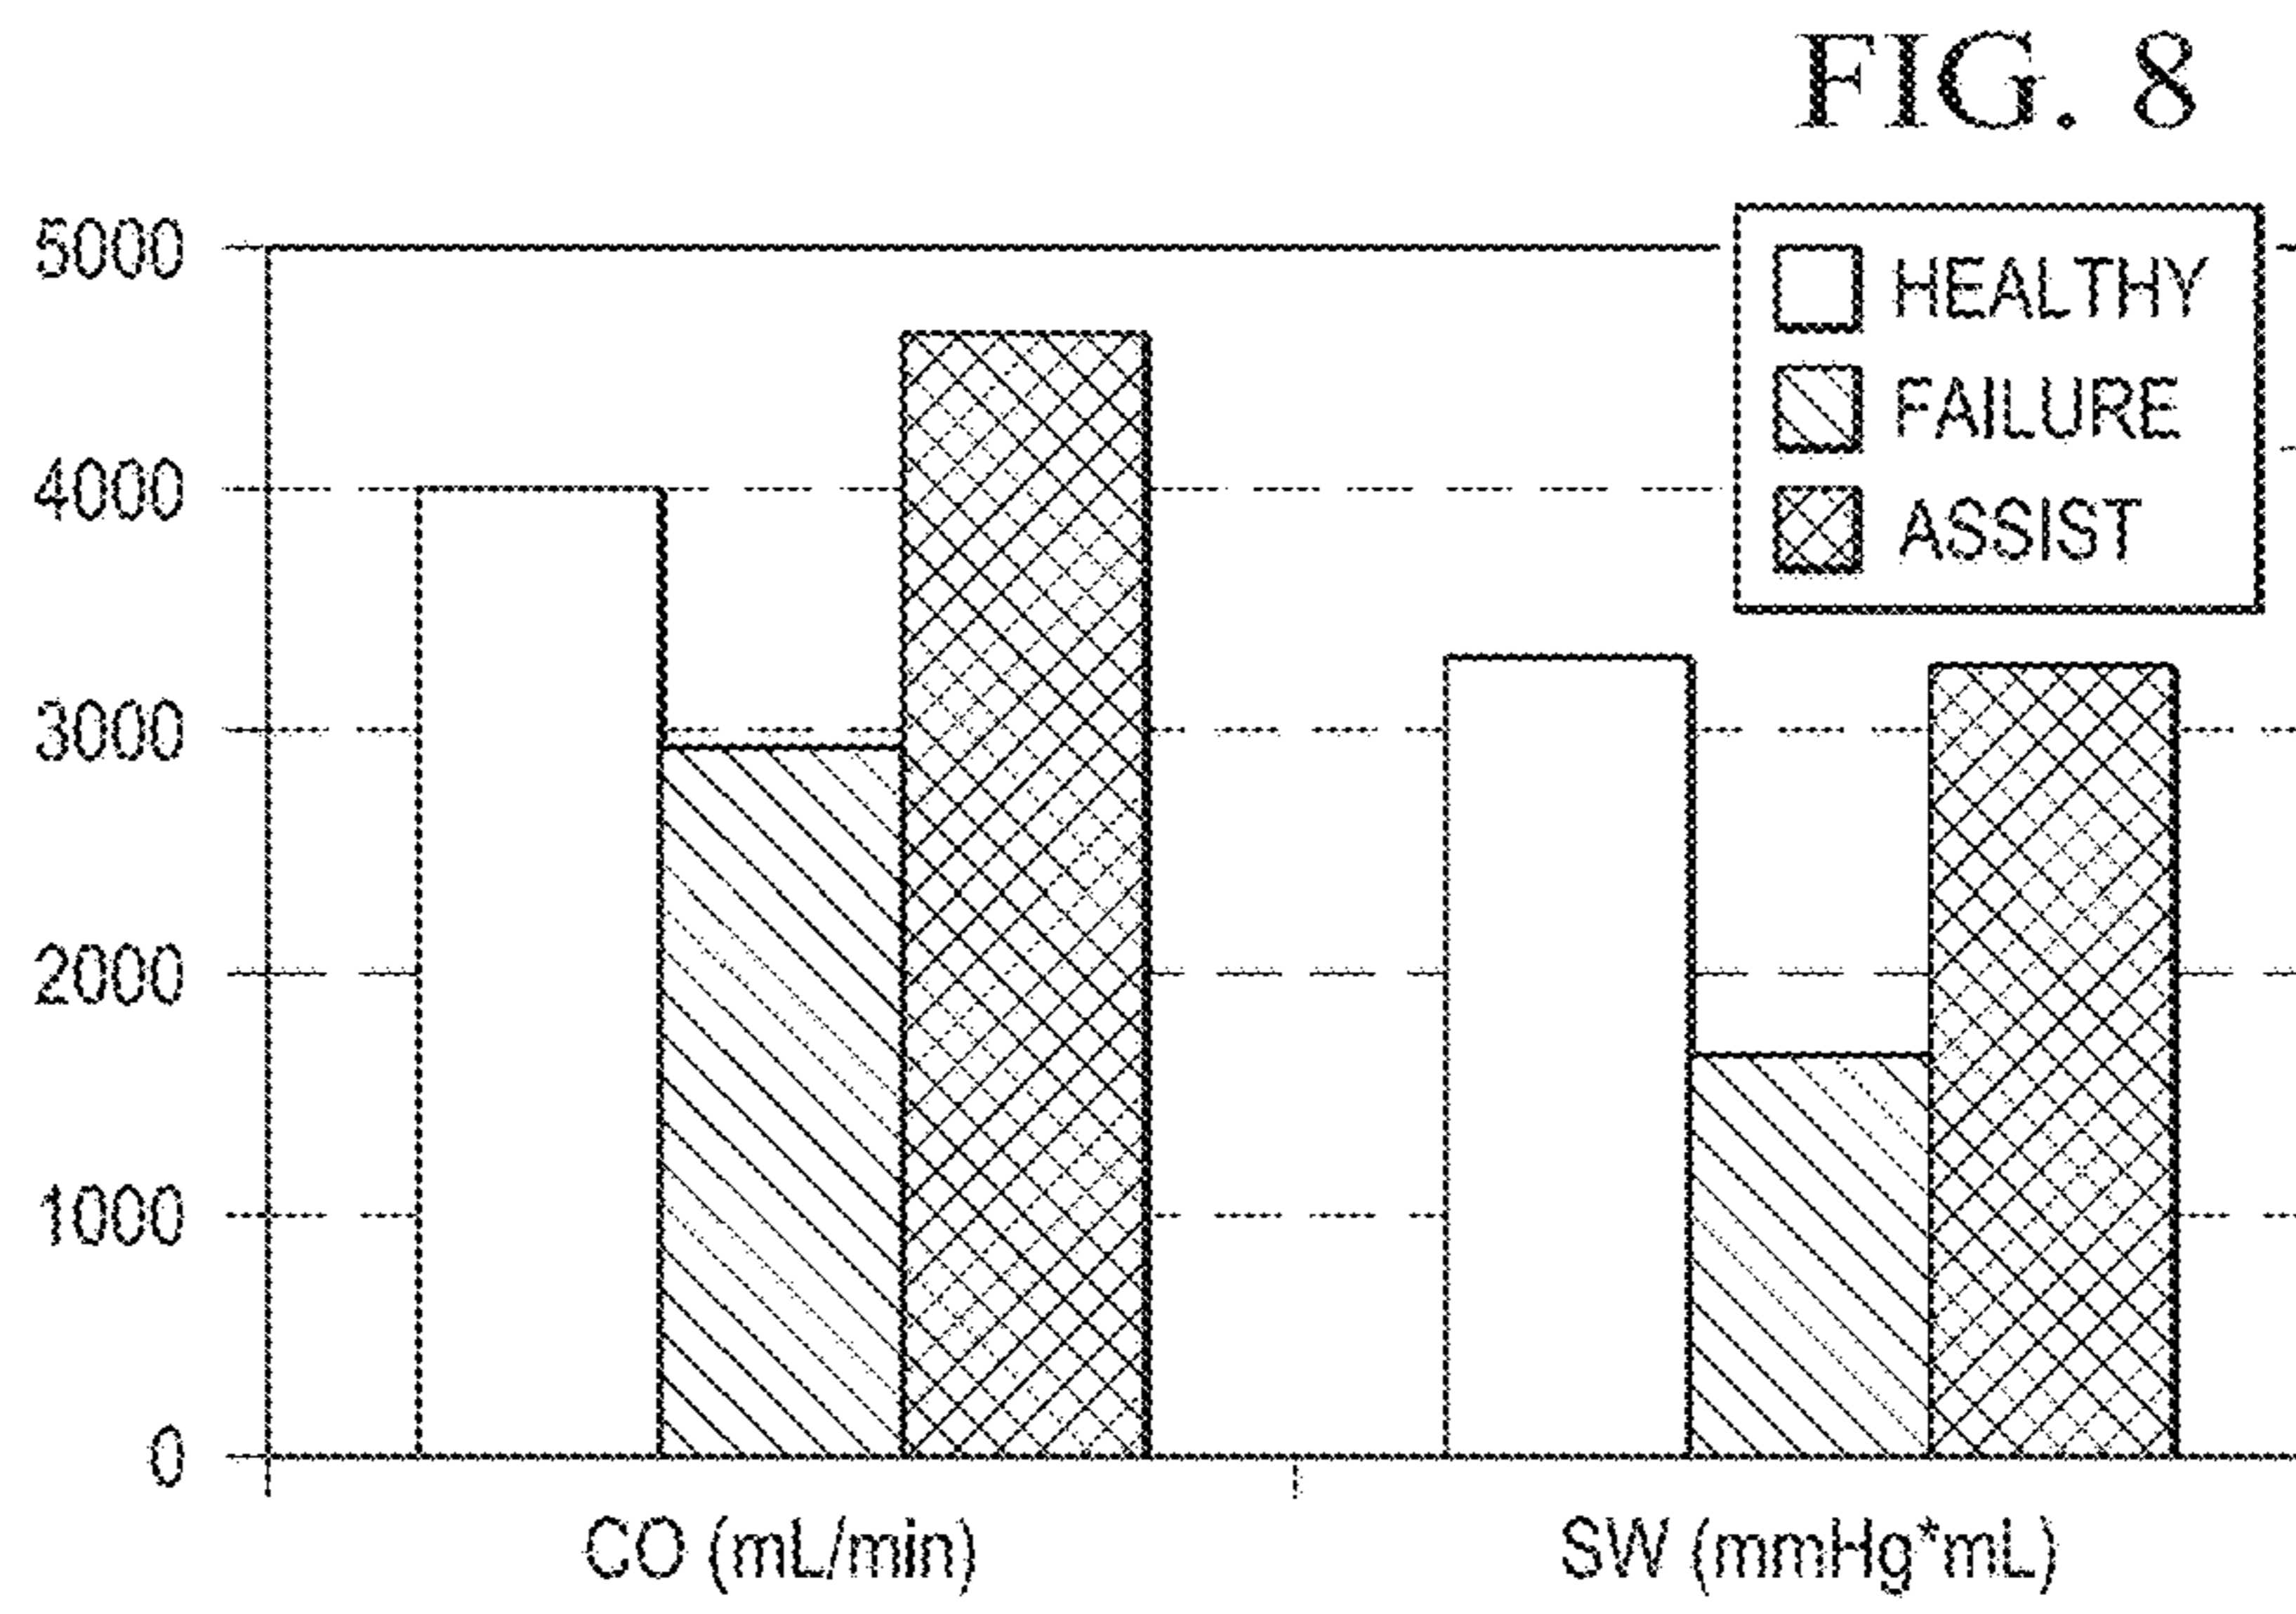 FIG. 8
5000
4000
3000
2000
1000
0
HEALTHY
FAILURE
ASSIST
CO (mL/min)
SW (mmHg*mL)